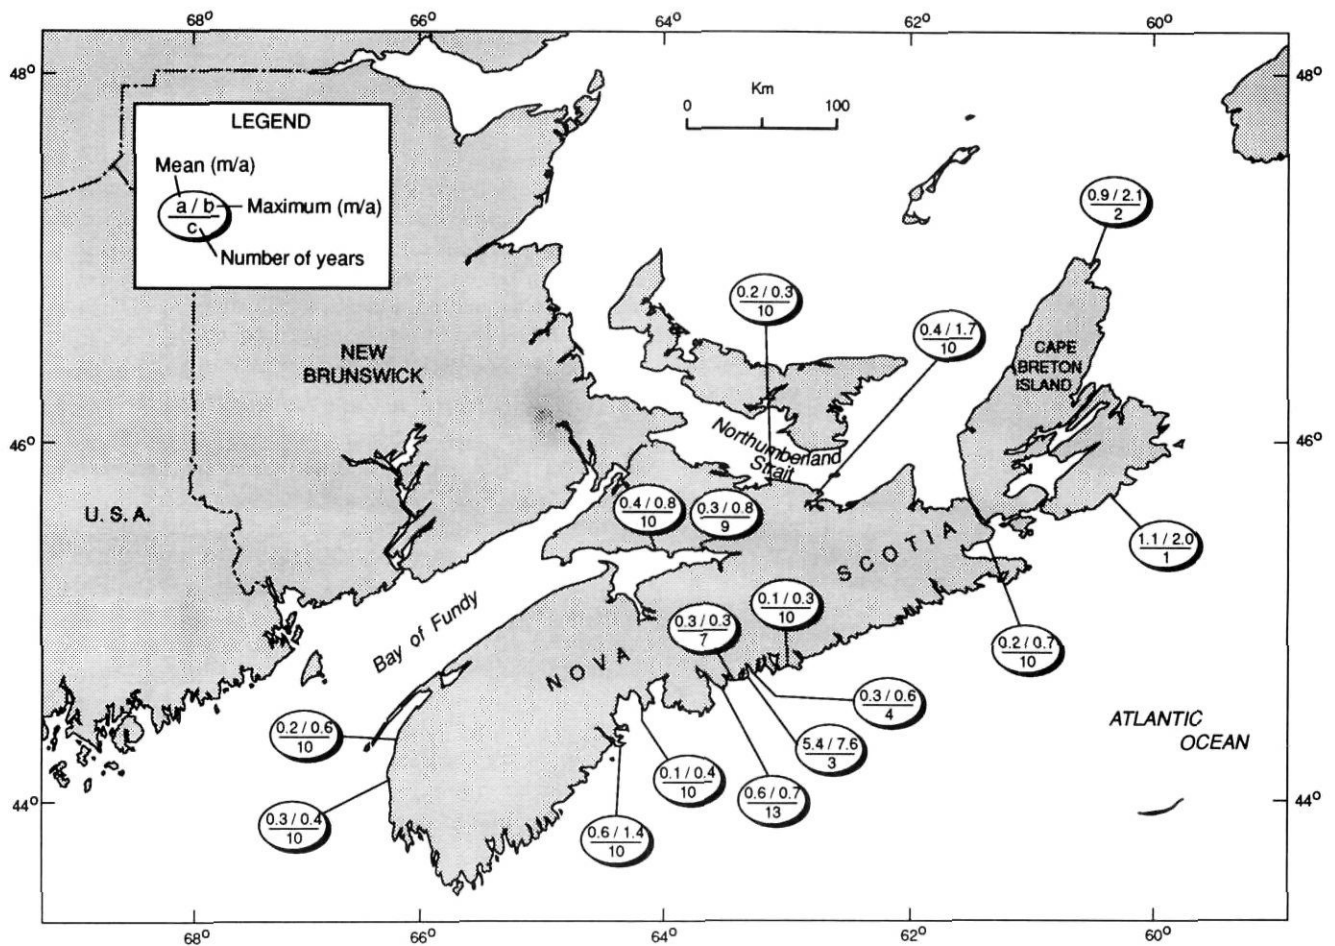 68° 66° 64° 62° 60°
48° 48°
Km
0 100
LEGEND
Mean (m/a)
a / b
Maximum (m/a)
c
Number of years
0.9 / 2.1
2
0.2 / 0.3
10
0.4 / 1.7
10
NEW
BRUNSWICK
CAPE
BRETON
ISLAND
46° 46°
Northumberland
Strait
U. S. A.
0.4 / 0.8
10
0.3 / 0.8
9
1.1 / 2.0
1
NOVA SCOTIA
Bay of Fundy
0.1 / 0.3
10
0.3 / 0.3
7
0.2 / 0.7
10
0.3 / 0.6
4
0.2 / 0.6
10
5.4 / 7.6
3
ATLANTIC
OCEAN
0.1 / 0.4
10
0.6 / 0.7
13
44° 44°
0.3 / 0.4
10
0.6 / 1.4
10
68° 66° 64° 62° 60°